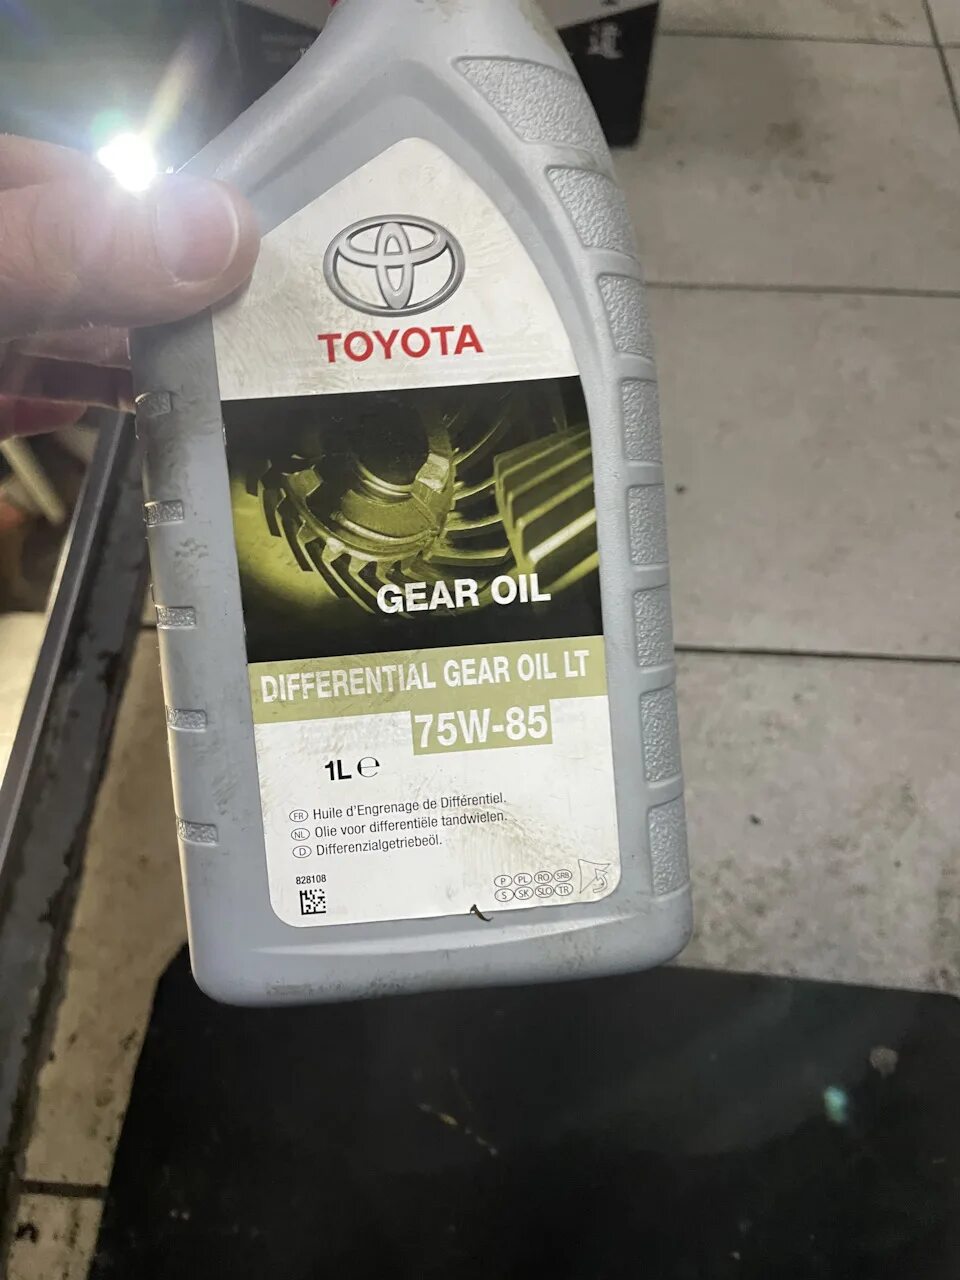 TOYOTA
GEAR OIL
DIFFERENTIAL GEAR OIL LT
75W-85
1L e
FR Huile d'Engrenage de Différentiel.
NL Olie voor differentiële tandwielen.
D Differenzialgetriebeöl.
828108
P PL RO SRB
S SK SLO TR